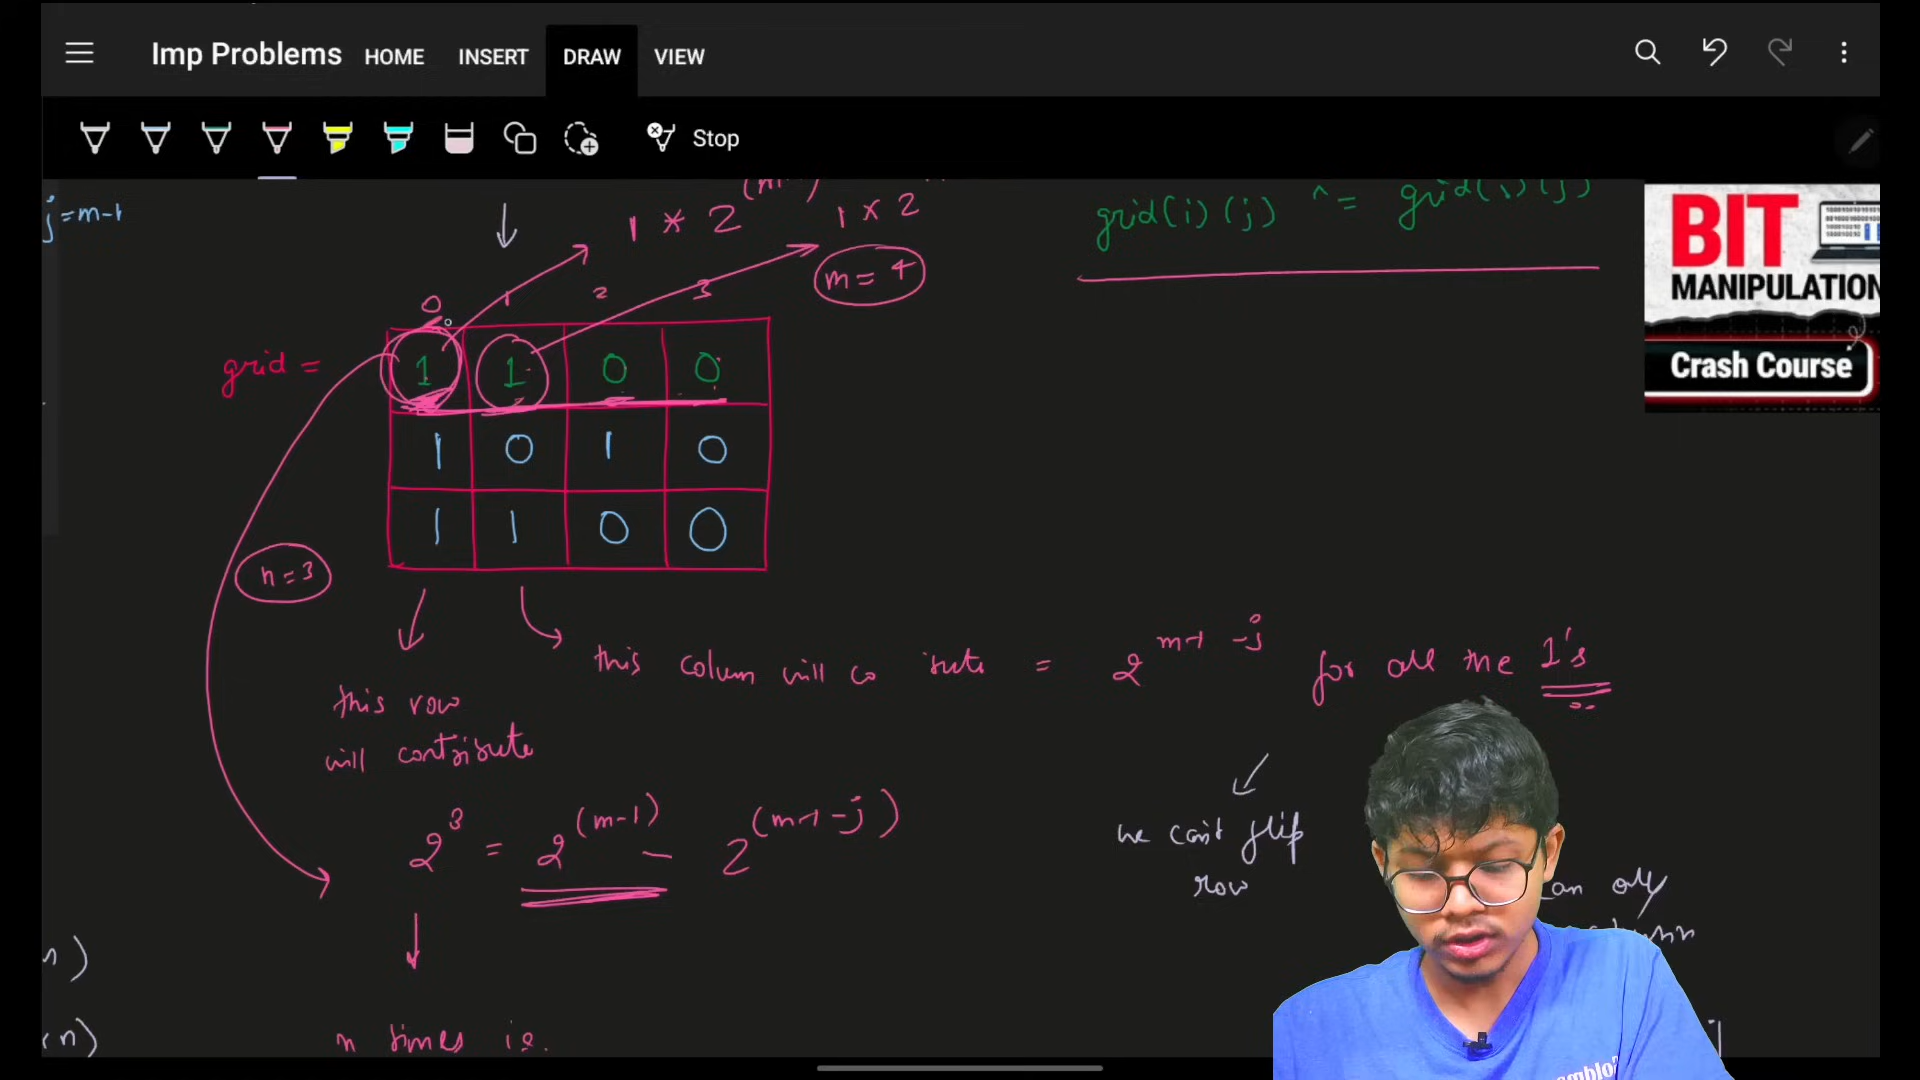 Imp Problems HOME INSERT DRAW VIEW
Stop
j=m-1
1 * 2
1 x 2
m = 4
grid(i)(j) ^= grid(i)(j)
BIT
MANIPULATION
Crash Course
0 1 2 3
grid =
1 1 0 0
1 0 1 0
1 1 0 0
n=3
this column will co bute = 2^(m-1 -j) for all the 1's
this row
will contribute
2^3 = 2^(m-1) - 2^(m-1-j)
we can't flip
row
an only
n)
n)
n times i.e.